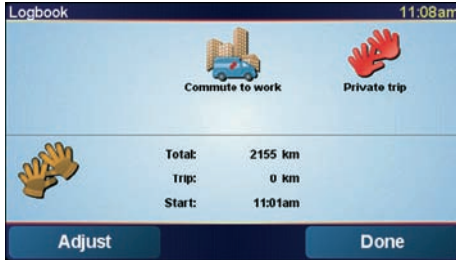 Logbook 11:08am
Commute to work Private trip
Total: 2155 km
Trip: 0 km
Start: 11:01am
Adjust Done